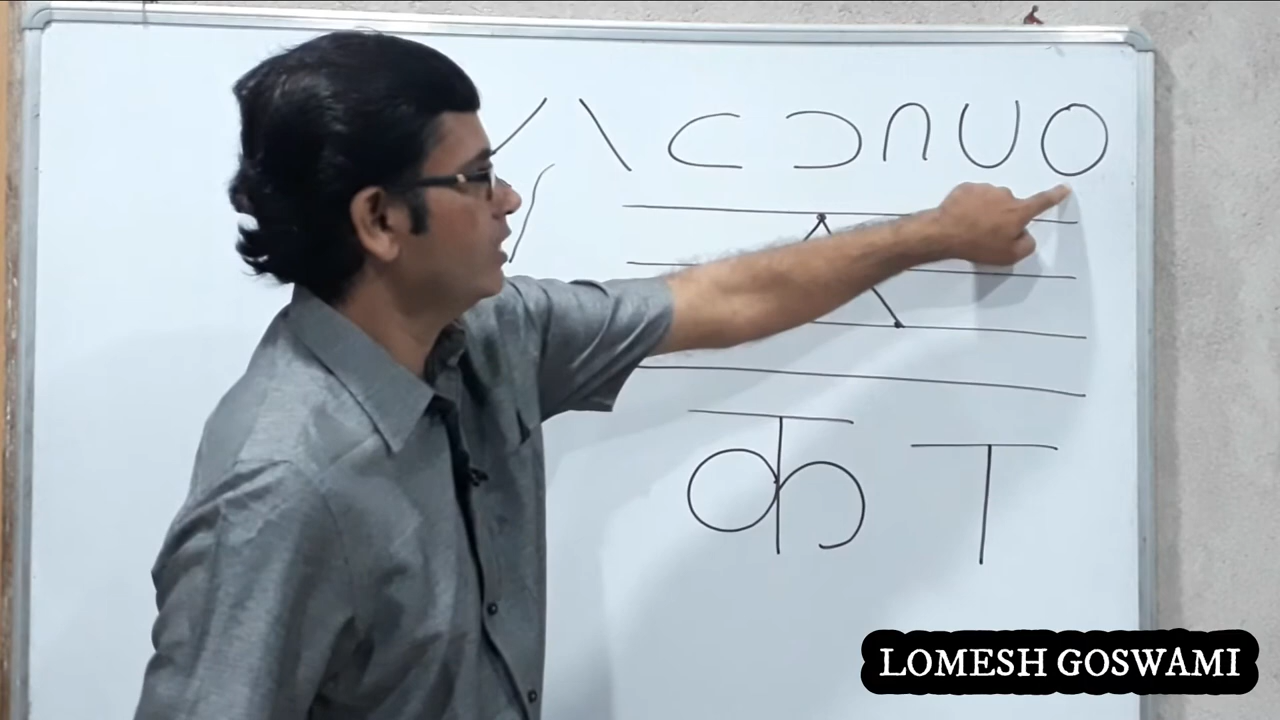 / \ ⊂ ⊃ ∩ ∪ O
क T
LOMESH GOSWAMI